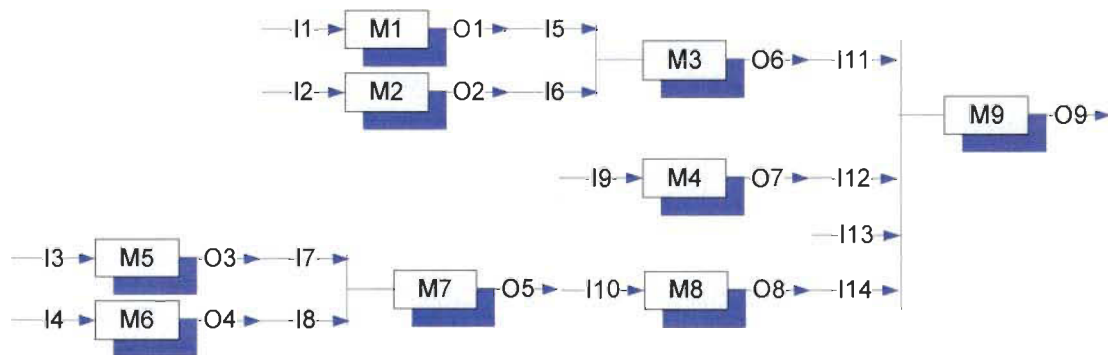 I1 M1 O1 I5
M3 O6 I11
I2 M2 O2 I6
M9 O9
I9 M4 O7 I12
I13
I3 M5 O3 I7
M7 O5 I10 M8 O8 I14
I4 M6 O4 I8